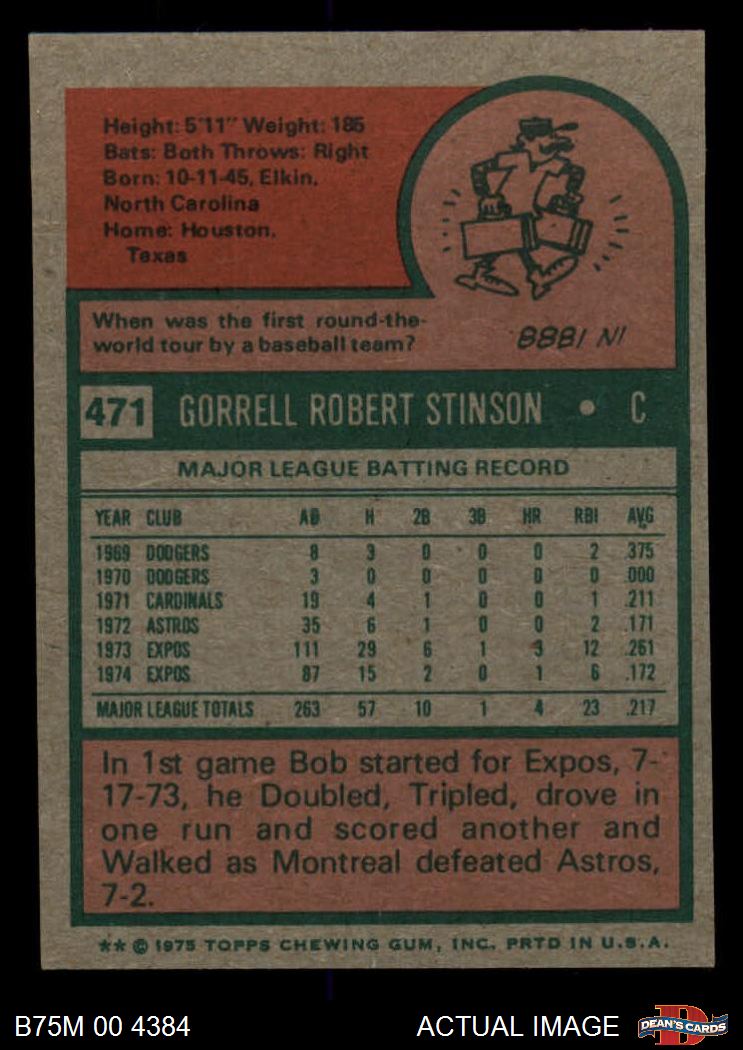 Height: 5'11" Weight: 185
Bats: Both Throws: Right
Born: 10-11-45, Elkin,
North Carolina
Home: Houston,
Texas
When was the first round-the-
world tour by a baseball team?
IN 1888
471 GORRELL ROBERT STINSON • C
MAJOR LEAGUE BATTING RECORD
YEAR CLUB AB H 2B 3B HR RBI AVG
1969 DODGERS 8 3 0 0 0 2 .375
1970 DODGERS 3 0 0 0 0 0 .000
1971 CARDINALS 19 4 1 0 0 1 .211
1972 ASTROS 35 6 1 0 0 2 .171
1973 EXPOS 111 29 6 1 3 12 .261
1974 EXPOS 87 15 2 0 1 6 .172
MAJOR LEAGUE TOTALS 263 57 10 1 4 23 .217
In 1st game Bob started for Expos, 7-
17-73, he Doubled, Tripled, drove in
one run and scored another and
Walked as Montreal defeated Astros,
7-2.
** © 1975 TOPPS CHEWING GUM, INC. PRTD IN U.S.A.
B75M 00 4384 ACTUAL IMAGE DEAN'S CARDS